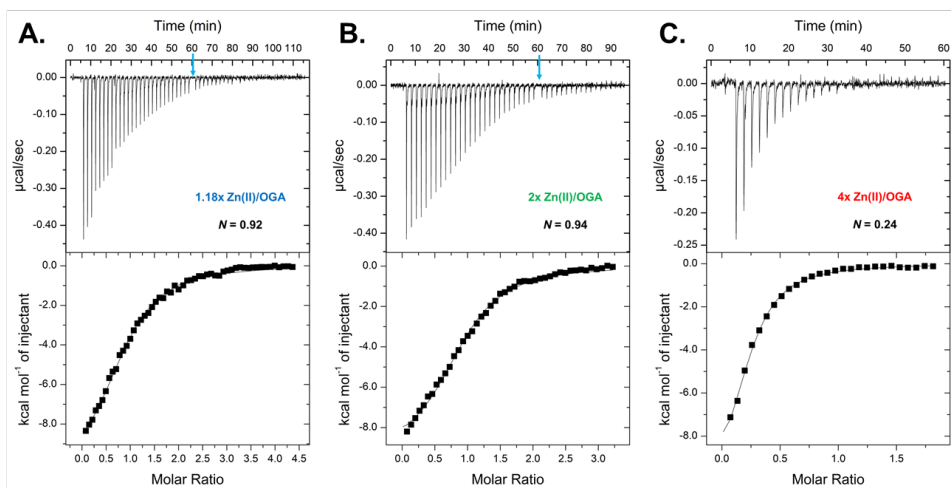 A.
Time (min)
0 10 20 30 40 50 60 70 80 90 100 110
0.00
-0.10
-0.20
-0.30
-0.40
µcal/sec
1.18x Zn(II)/OGA
N = 0.92
0.0
-2.0
-4.0
-6.0
-8.0
kcal mol⁻¹ of injectant
0.0 0.5 1.0 1.5 2.0 2.5 3.0 3.5 4.0 4.5
Molar Ratio
B.
Time (min)
0 10 20 30 40 50 60 70 80 90
0.00
-0.10
-0.20
-0.30
-0.40
µcal/sec
2x Zn(II)/OGA
N = 0.94
0.0
-2.0
-4.0
-6.0
-8.0
kcal mol⁻¹ of injectant
0.0 0.5 1.0 1.5 2.0 2.5 3.0
Molar Ratio
C.
Time (min)
0 10 20 30 40 50 60
0.00
-0.05
-0.10
-0.15
-0.20
-0.25
µcal/sec
4x Zn(II)/OGA
N = 0.24
0.0
-2.0
-4.0
-6.0
-8.0
kcal mol⁻¹ of injectant
0.0 0.5 1.0 1.5
Molar Ratio